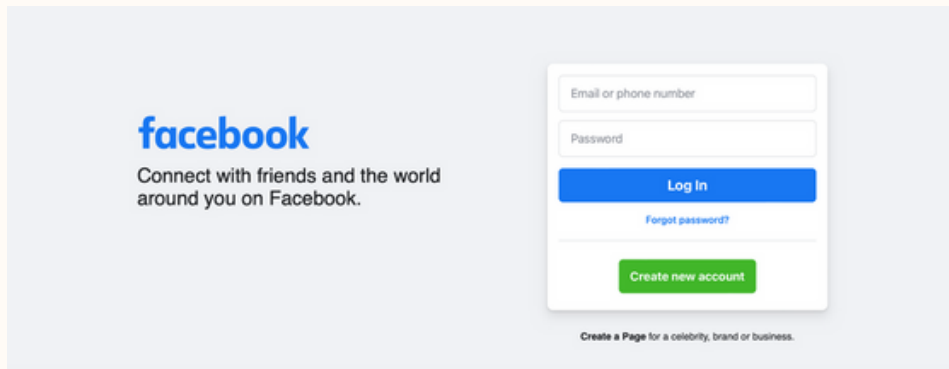 facebook
Connect with friends and the world
around you on Facebook.
Email or phone number
Password
Log In
Forgot password?
Create new account
Create a Page for a celebrity, brand or business.